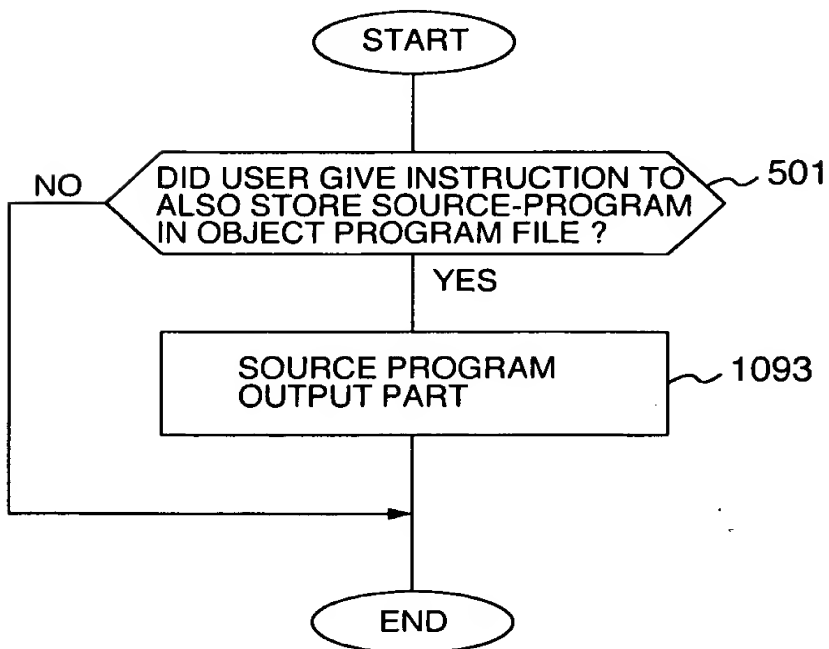 START
DID USER GIVE INSTRUCTION TO
ALSO STORE SOURCE-PROGRAM
IN OBJECT PROGRAM FILE ?
501
NO
YES
SOURCE PROGRAM
OUTPUT PART
1093
END